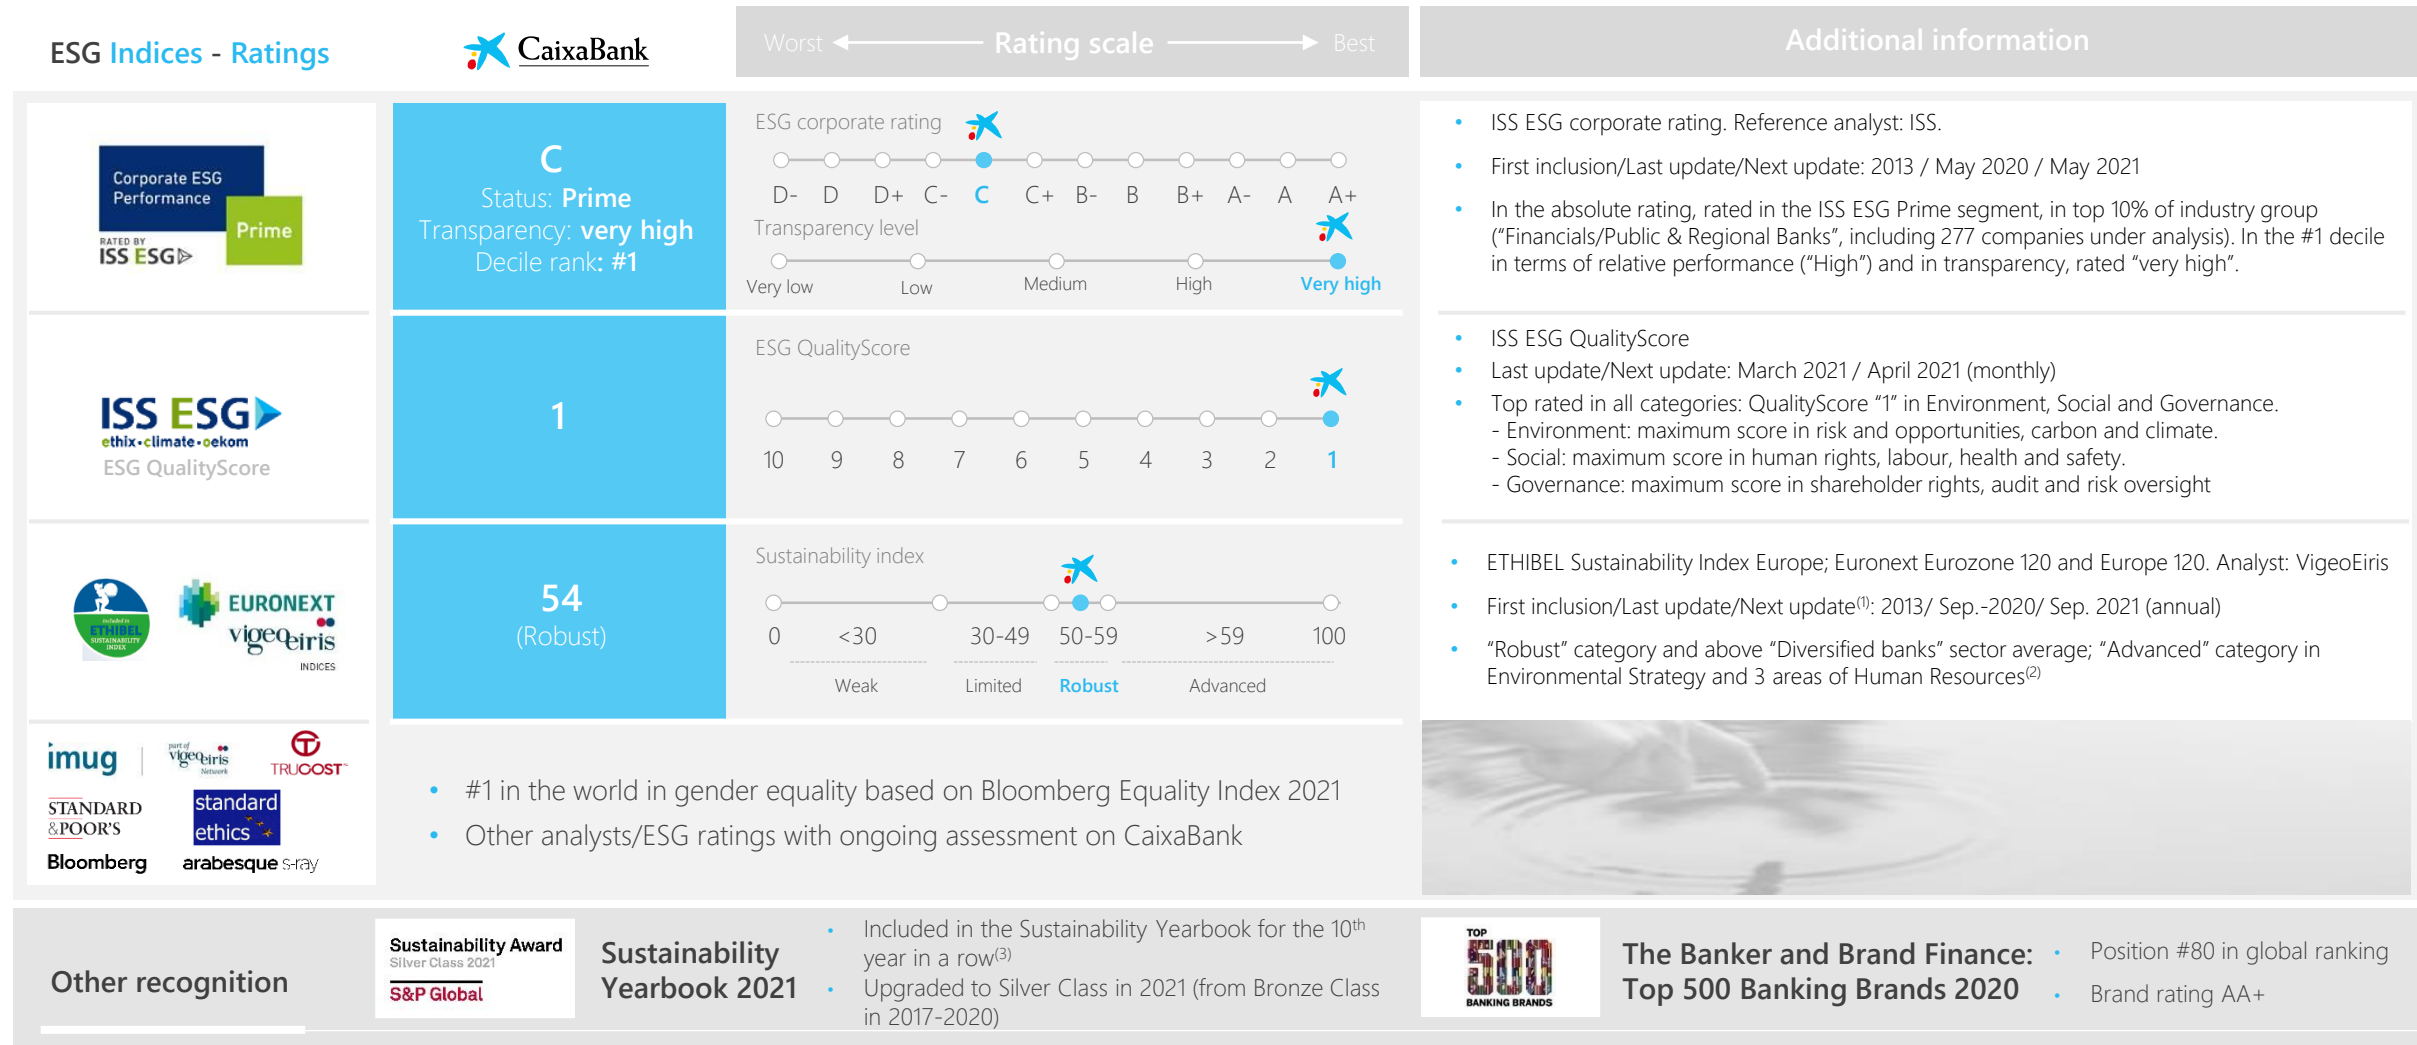 ESG Indices - Ratings
CaixaBank
Worst Rating scale Best
Additional information
Corporate ESG
Performance
Prime
RATED BY
ISS ESG
C
Status: Prime
Transparency: very high
Decile rank: #1
ESG corporate rating
D- D D+ C- C C+ B- B B+ A- A A+
Transparency level
Very low Low Medium High Very high
• ISS ESG corporate rating. Reference analyst: ISS.
• First inclusion/Last update/Next update: 2013 / May 2020 / May 2021
• In the absolute rating, rated in the ISS ESG Prime segment, in top 10% of industry group
(“Financials/Public & Regional Banks”, including 277 companies under analysis). In the #1 decile
in terms of relative performance (“High”) and in transparency, rated “very high”.
ISS ESG
ethix•climate•oekom
ESG QualityScore
1
ESG QualityScore
10 9 8 7 6 5 4 3 2 1
• ISS ESG QualityScore
• Last update/Next update: March 2021 / April 2021 (monthly)
• Top rated in all categories: QualityScore “1” in Environment, Social and Governance.
- Environment: maximum score in risk and opportunities, carbon and climate.
- Social: maximum score in human rights, labour, health and safety.
- Governance: maximum score in shareholder rights, audit and risk oversight
included in
ETHIBEL
SUSTAINABILITY
INDEX
EURONEXT
vigeoeiris
INDICES
54
(Robust)
Sustainability index
0 <30 30-49 50-59 >59 100
Weak Limited Robust Advanced
• ETHIBEL Sustainability Index Europe; Euronext Eurozone 120 and Europe 120. Analyst: VigeoEiris
• First inclusion/Last update/Next update(1): 2013/ Sep.-2020/ Sep. 2021 (annual)
• “Robust” category and above “Diversified banks” sector average; “Advanced” category in
Environmental Strategy and 3 areas of Human Resources(2)
imug
part of
vigeoeiris
Network
TRUCOST
STANDARD
&POOR'S
standard
ethics
Bloomberg
arabesque s-ray
• #1 in the world in gender equality based on Bloomberg Equality Index 2021
• Other analysts/ESG ratings with ongoing assessment on CaixaBank
Other recognition
Sustainability Award
Silver Class 2021
S&P Global
Sustainability
Yearbook 2021
• Included in the Sustainability Yearbook for the 10th
year in a row(3)
• Upgraded to Silver Class in 2021 (from Bronze Class
in 2017-2020)
TOP
500
BANKING BRANDS
The Banker and Brand Finance:
Top 500 Banking Brands 2020
• Position #80 in global ranking
• Brand rating AA+